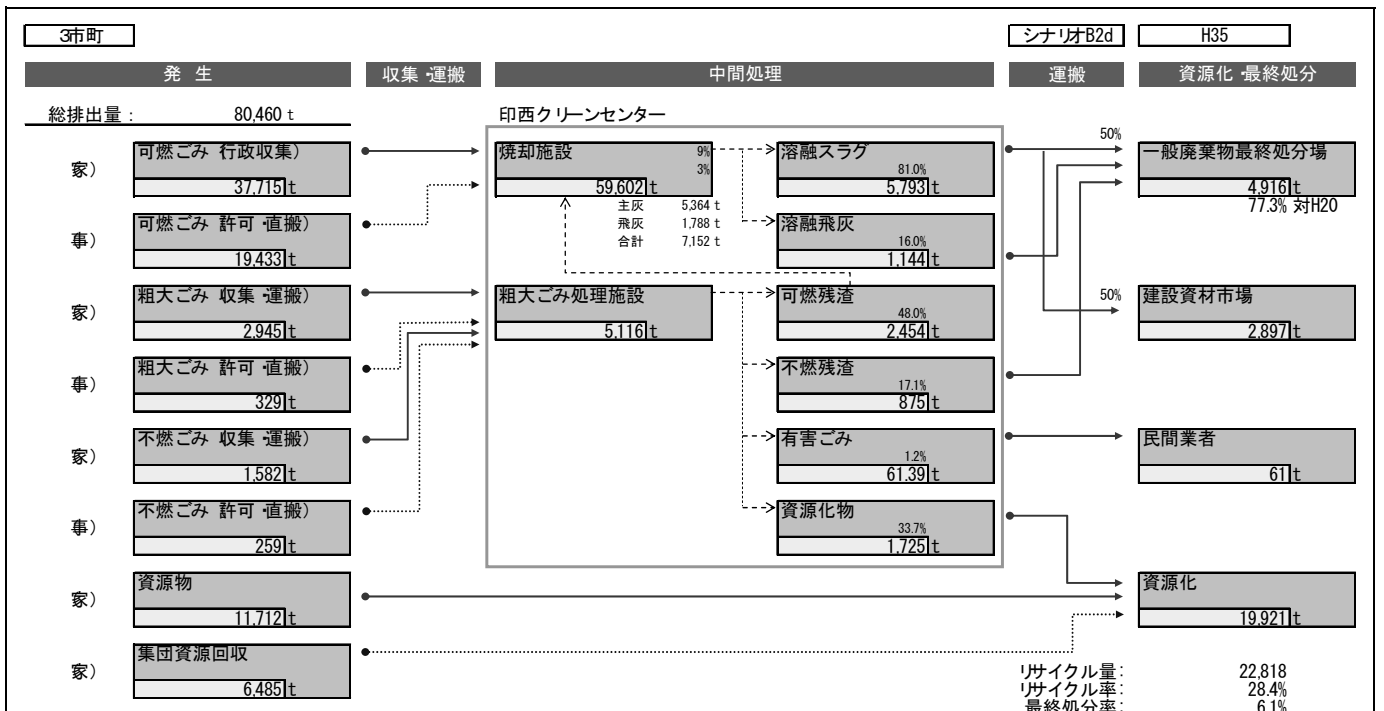 3市町 シナリオB2d H35
発 生 収集・運搬 中間処理 運搬 資源化・最終処分
総排出量： 80,460 t
印西クリーンセンター
家）
可燃ごみ 行政収集）
37,715 t
事）
可燃ごみ 許可・直搬）
19,433 t
家）
粗大ごみ 収集・運搬）
2,945 t
事）
粗大ごみ 許可・直搬）
329 t
家）
不燃ごみ 収集・運搬）
1,582 t
事）
不燃ごみ 許可・直搬）
259 t
家）
資源物
11,712 t
家）
集団資源回収
6,485 t
焼却施設 9%
3%
59,602 t
主灰 5,364 t
飛灰 1,788 t
合計 7,152 t
粗大ごみ処理施設
5,116 t
溶融スラグ
81.0%
5,793 t
溶融飛灰
16.0%
1,144 t
可燃残渣
48.0%
2,454 t
不燃残渣
17.1%
875 t
有害ごみ
1.2%
61.39 t
資源化物
33.7%
1,725 t
50%
一般廃棄物最終処分場
4,916 t
77.3% 対H20
50%
建設資材市場
2,897 t
民間業者
61 t
資源化
19,921 t
リサイクル量： 22,818
リサイクル率： 28.4%
最終処分率： 6.1%